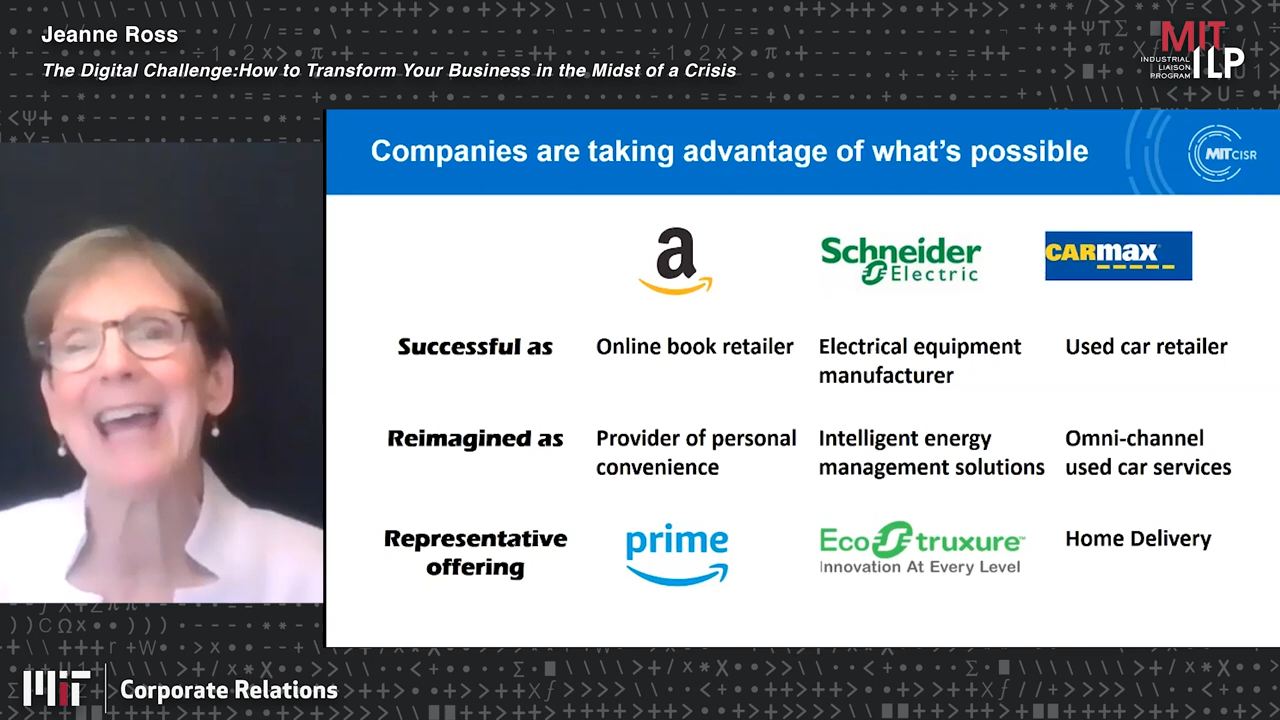 Jeanne Ross
The Digital Challenge:How to Transform Your Business in the Midst of a Crisis
MIT
INDUSTRIAL
LIAISON
PROGRAM
ILP
Companies are taking advantage of what's possible
MIT CISR
a
Schneider
Electric
CARMAX
Successful as
Online book retailer
Electrical equipment
manufacturer
Used car retailer
Reimagined as
Provider of personal
convenience
Intelligent energy
management solutions
Omni-channel
used car services
Representative
offering
prime
EcoStruxure™
Innovation At Every Level
Home Delivery
MIT
Corporate Relations